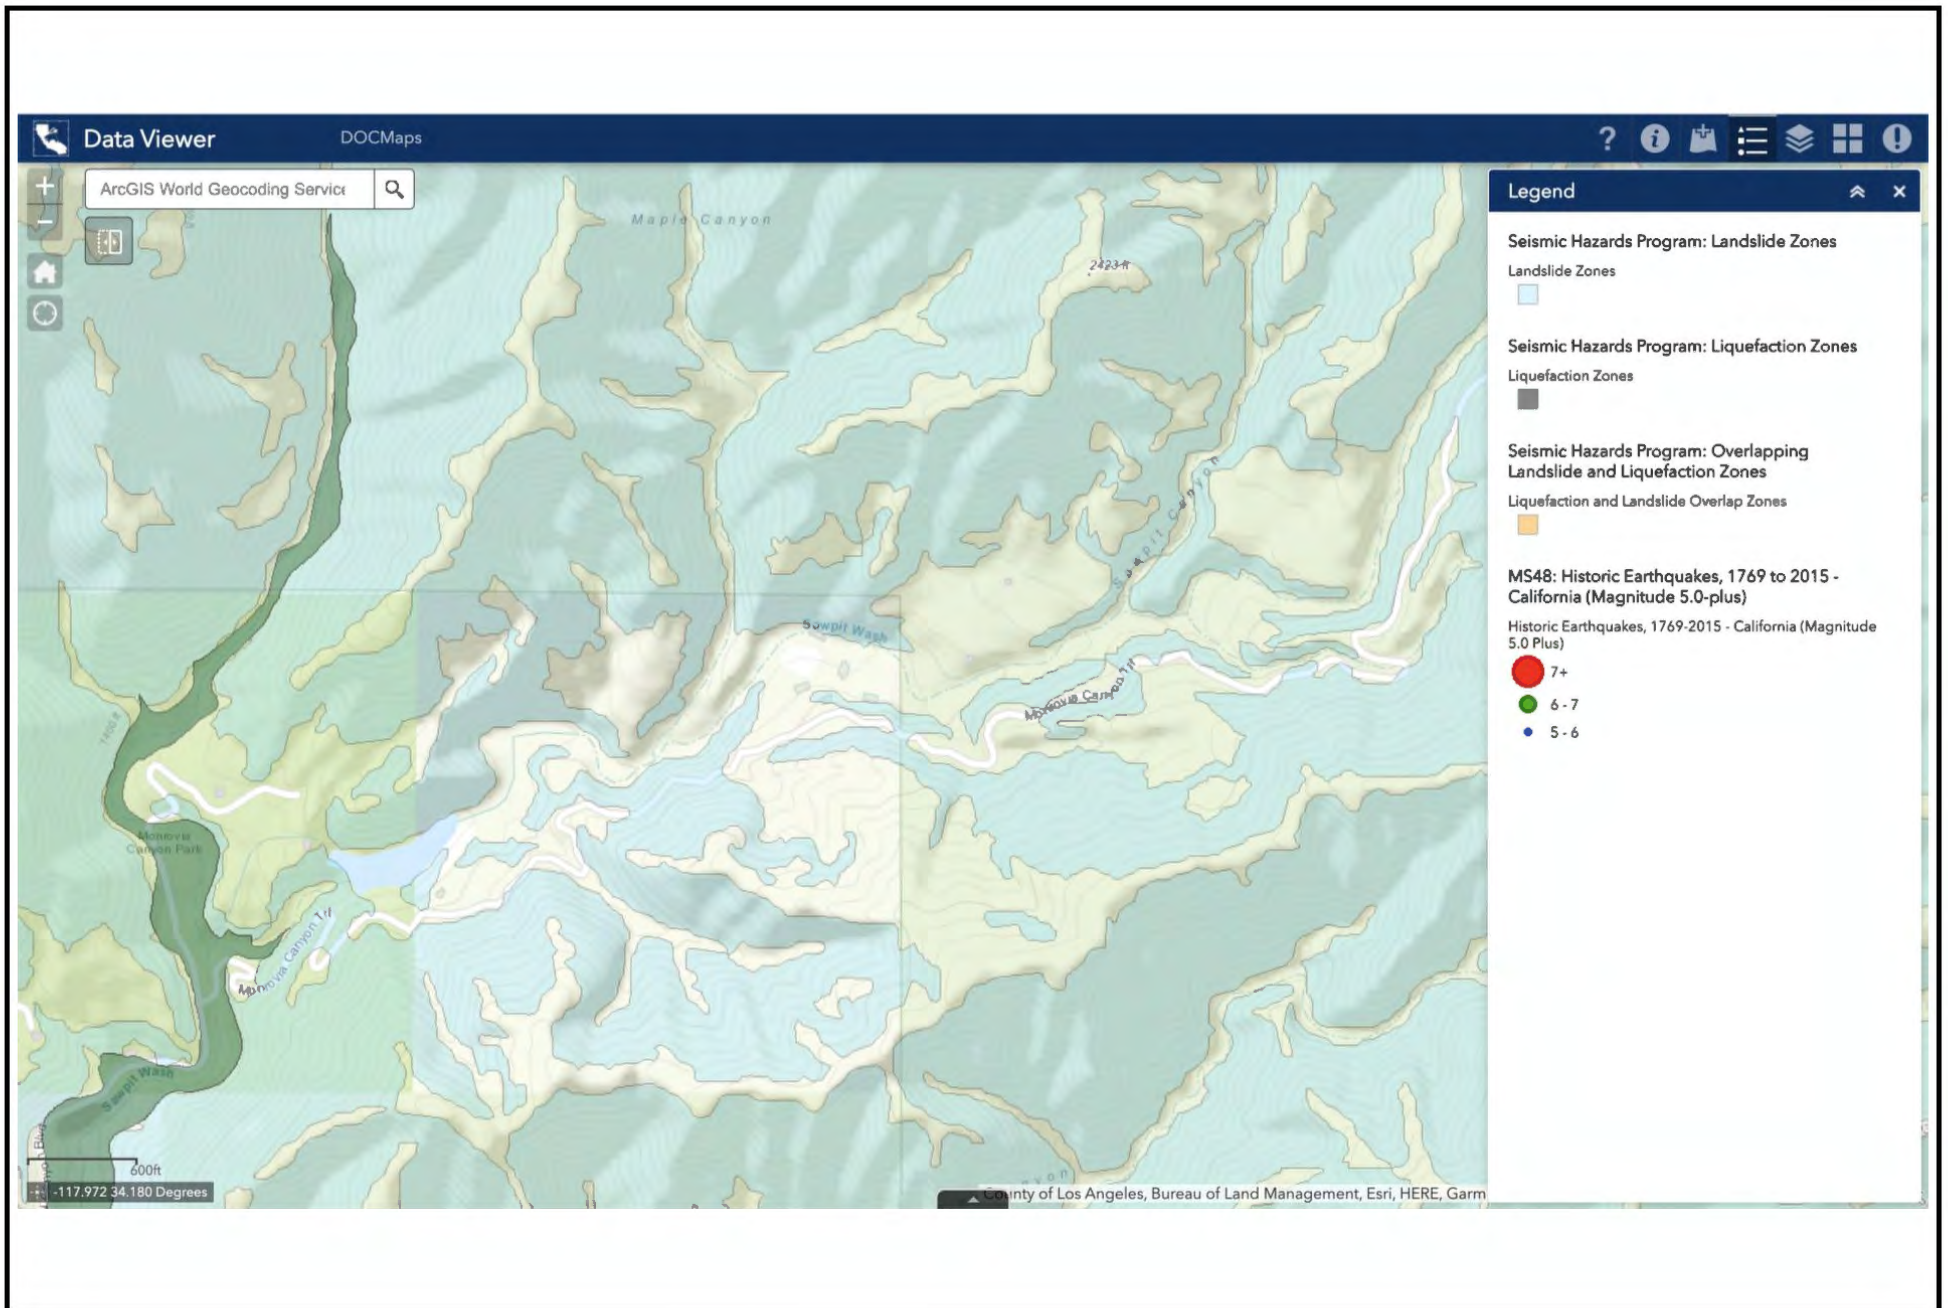 Data Viewer
DOCMaps
?
ArcGIS World Geocoding Service
Maple Canyon
2423 ft
Sawpit Canyon
Sawpit Wash
Monrovia Canyon Trl
1400 ft
Monrovia
Canyon Park
Monrovia Canyon Trl
Sawpit Wash
600ft
-117.972 34.180 Degrees
County of Los Angeles, Bureau of Land Management, Esri, HERE, Garm
Legend
Seismic Hazards Program: Landslide Zones
Landslide Zones
Seismic Hazards Program: Liquefaction Zones
Liquefaction Zones
Seismic Hazards Program: Overlapping
Landslide and Liquefaction Zones
Liquefaction and Landslide Overlap Zones
MS48: Historic Earthquakes, 1769 to 2015 -
California (Magnitude 5.0-plus)
Historic Earthquakes, 1769-2015 - California (Magnitude
5.0 Plus)
7+
6 - 7
5 - 6